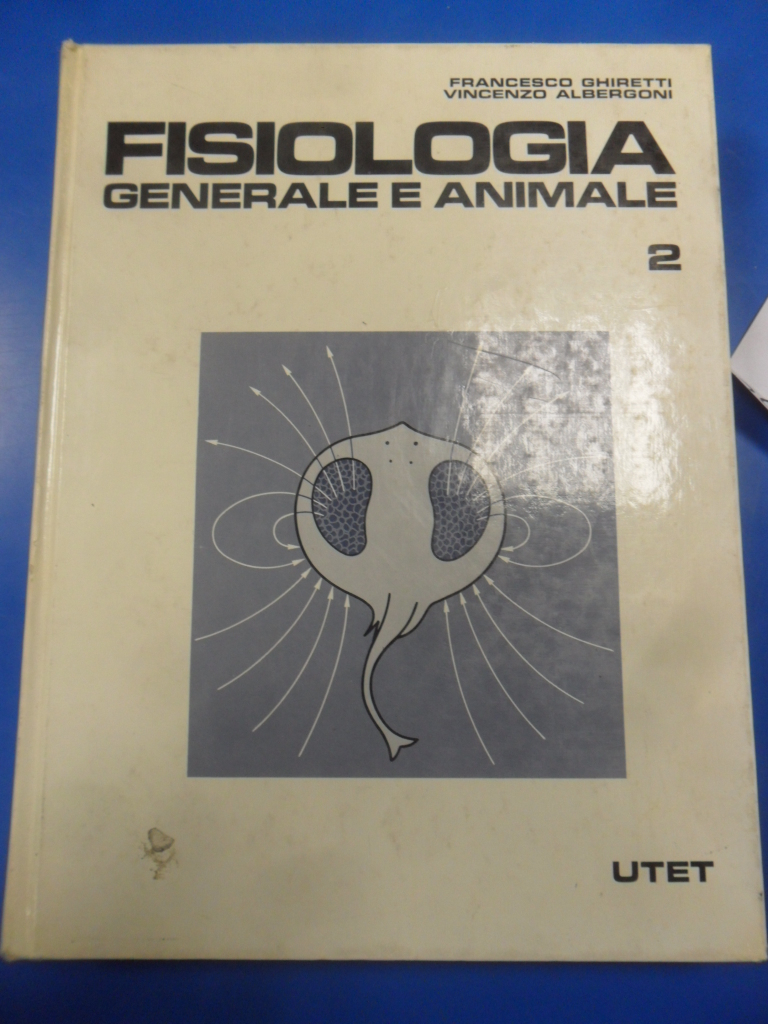 FRANCESCO GHIRETTI
VINCENZO ALBERGONI
FISIOLOGIA
GENERALE E ANIMALE
2
UTET